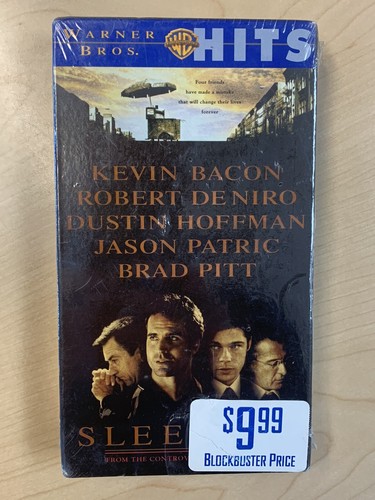 WARNER BROS. WB HITS
Four friends
have made a mistake
that will change their lives
forever
KEVIN BACON
ROBERT DE NIRO
DUSTIN HOFFMAN
JASON PATRIC
BRAD PITT
SLEE
FROM THE CONTROV
$9.99
BLOCKBUSTER PRICE